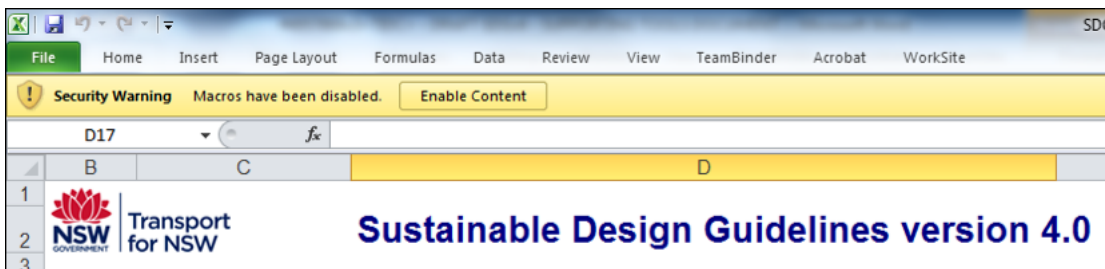 SDG
File Home Insert Page Layout Formulas Data Review View TeamBinder Acrobat WorkSite
Security Warning Macros have been disabled. Enable Content
D17 fx
B C D
1
2
3
NSW GOVERNMENT
Transport
for NSW
Sustainable Design Guidelines version 4.0